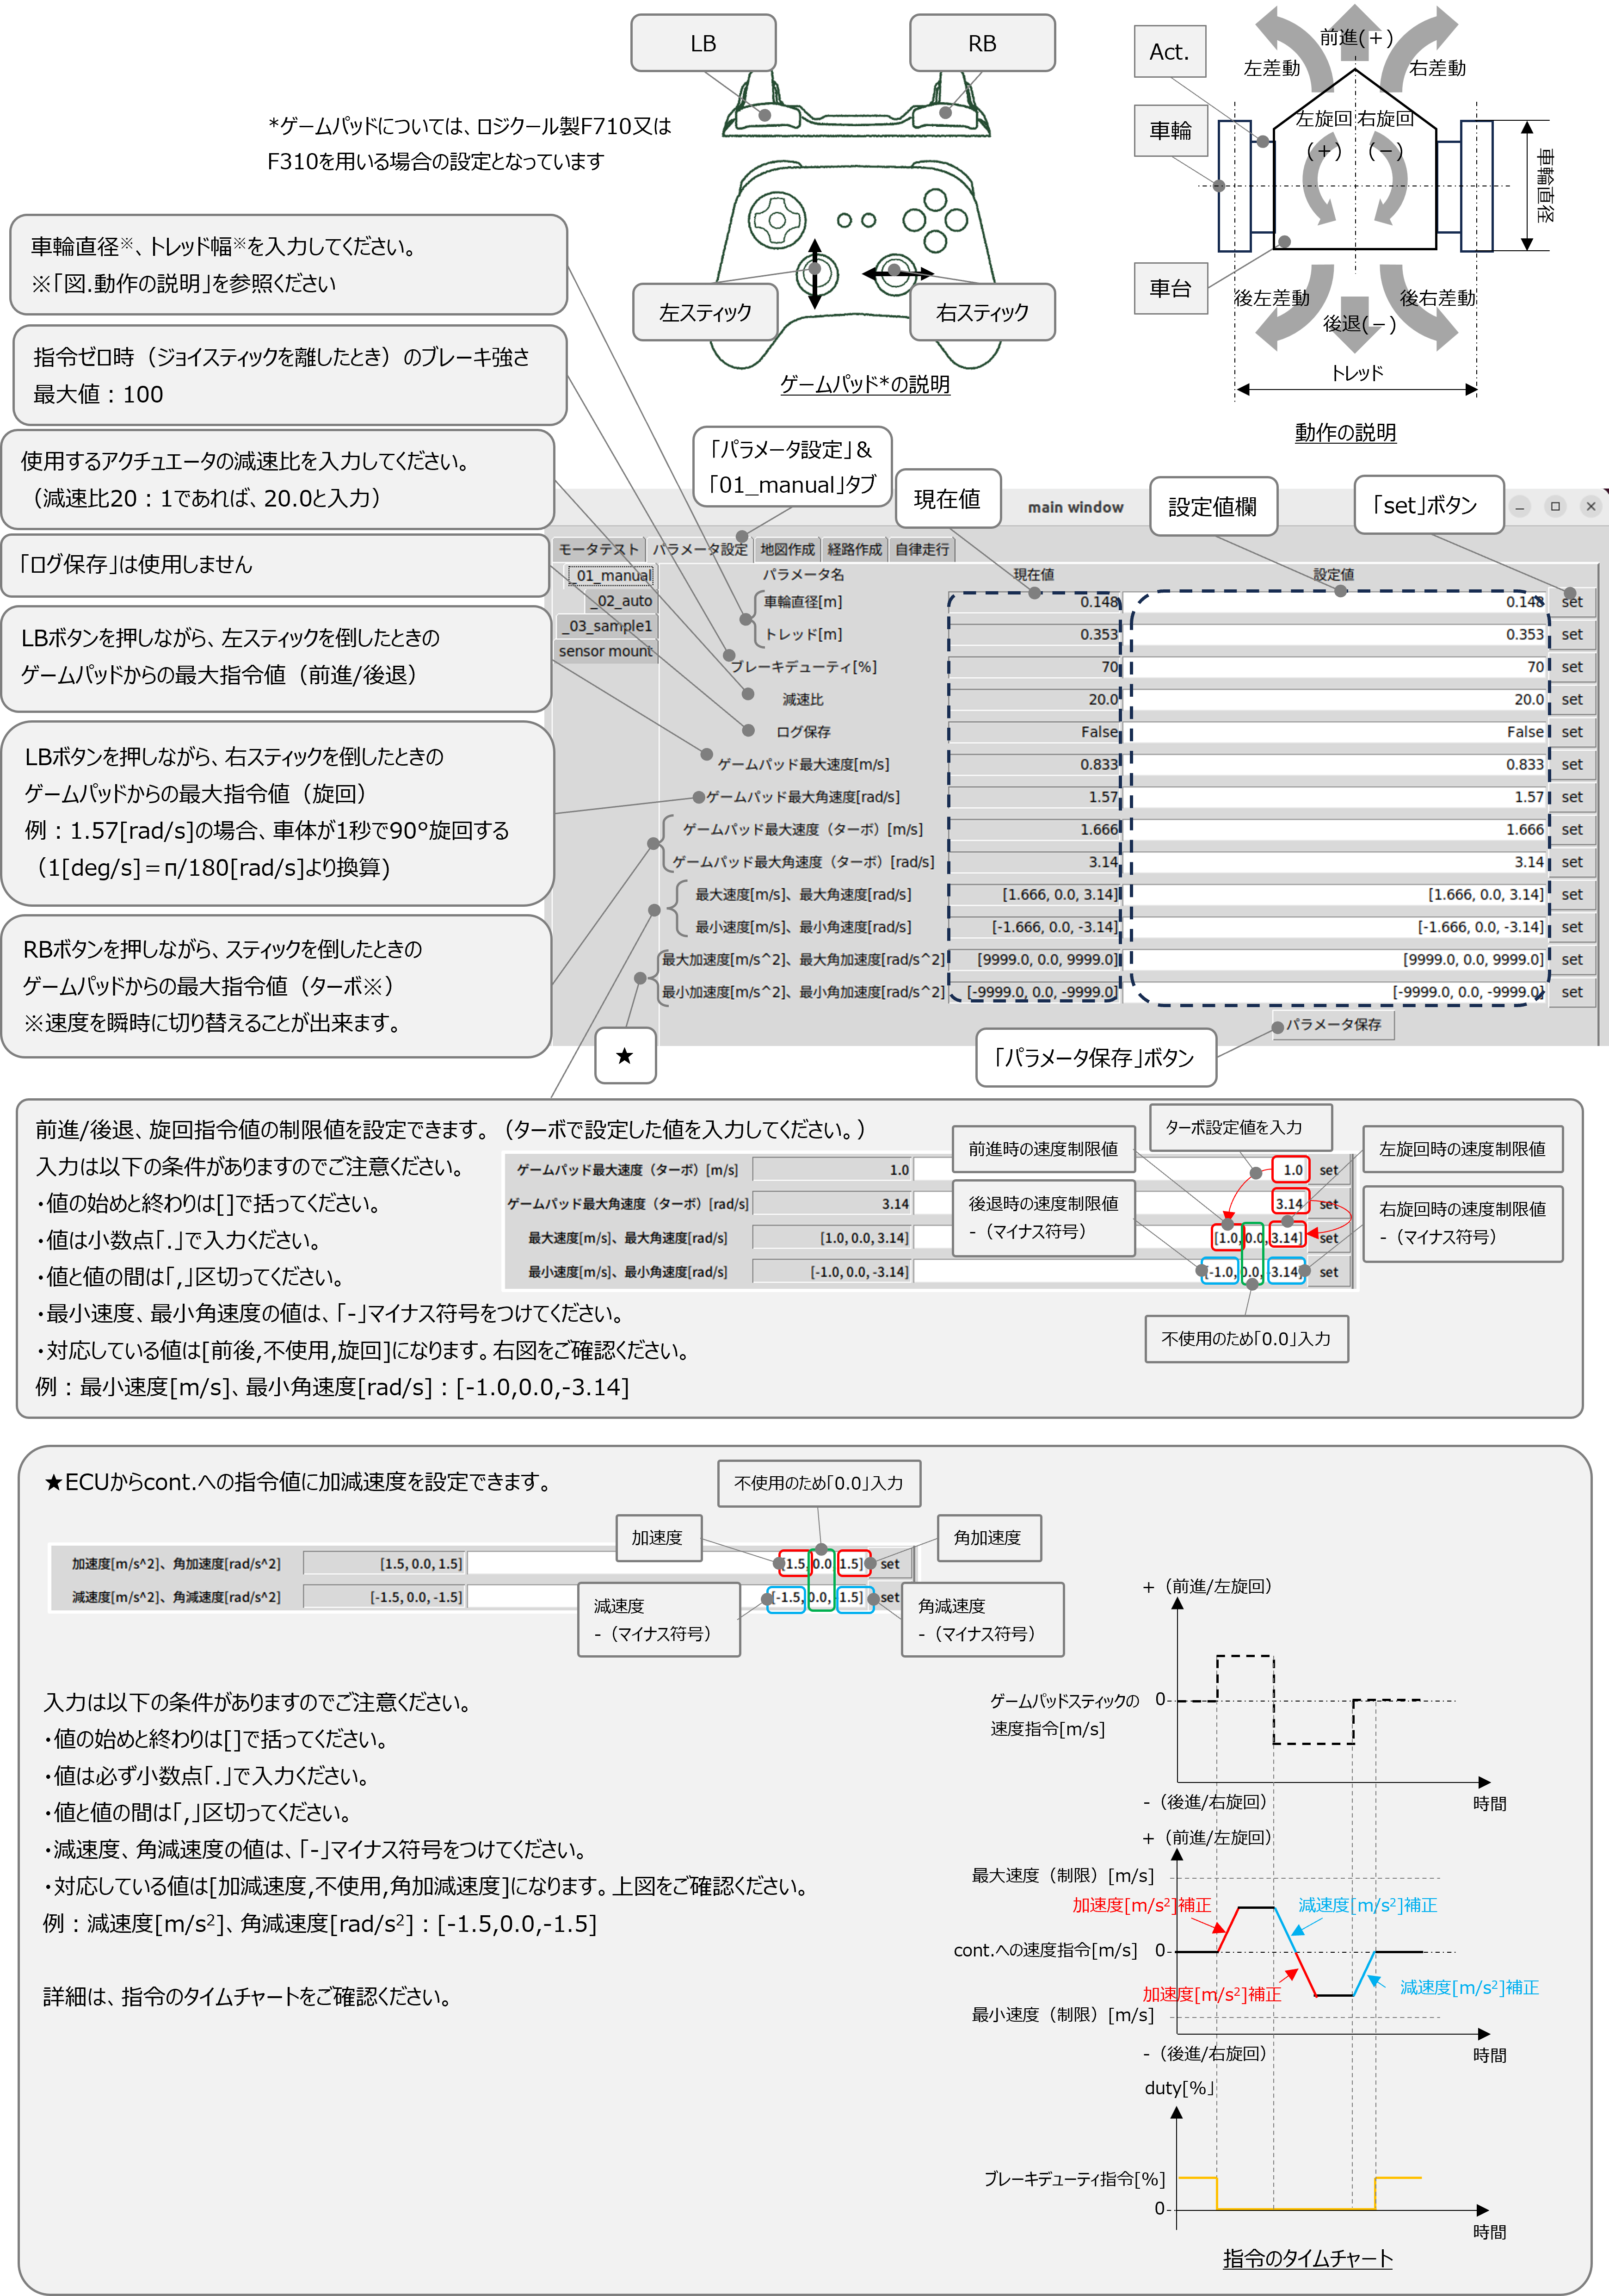 LB
RB
*ゲームパッドについては、ロジクール製F710又は
F310を用いる場合の設定となっています
左スティック
右スティック
ゲームパッド*の説明
Act.
車輪
車台
前進(+)
左差動
右差動
左旋回
(+)
右旋回
(-)
車輪直径
後左差動
後右差動
後退(-)
トレッド
動作の説明
車輪直径※、トレッド幅※を入力してください。
※「図.動作の説明」を参照ください
指令ゼロ時（ジョイスティックを離したとき）のブレーキ強さ
最大値：100
使用するアクチュエータの減速比を入力してください。
（減速比20：1であれば、20.0と入力）
「ログ保存」は使用しません
LBボタンを押しながら、左スティックを倒したときの
ゲームパッドからの最大指令値（前進/後退）
LBボタンを押しながら、右スティックを倒したときの
ゲームパッドからの最大指令値（旋回）
例：1.57[rad/s]の場合、車体が1秒で90°旋回する
（1[deg/s]＝π/180[rad/s]より換算)
RBボタンを押しながら、スティックを倒したときの
ゲームパッドからの最大指令値（ターボ※）
※速度を瞬時に切り替えることが出来ます。
「パラメータ設定」＆
「01_manual」タブ
現在値
設定値欄
「set」ボタン
main window
モータテスト パラメータ設定 地図作成 経路作成 自律走行
_01_manual
_02_auto
_03_sample1
sensor mount
パラメータ名 現在値 設定値
車輪直径[m] 0.148 0.148 set
トレッド[m] 0.353 0.353 set
ブレーキデューティ[%] 70 70 set
減速比 20.0 20.0 set
ログ保存 False False set
ゲームパッド最大速度[m/s] 0.833 0.833 set
ゲームパッド最大角速度[rad/s] 1.57 1.57 set
ゲームパッド最大速度（ターボ）[m/s] 1.666 1.666 set
ゲームパッド最大角速度（ターボ）[rad/s] 3.14 3.14 set
最大速度[m/s]、最大角速度[rad/s] [1.666, 0.0, 3.14] [1.666, 0.0, 3.14] set
最小速度[m/s]、最小角速度[rad/s] [-1.666, 0.0, -3.14] [-1.666, 0.0, -3.14] set
最大加速度[m/s^2]、最大角加速度[rad/s^2] [9999.0, 0.0, 9999.0] [9999.0, 0.0, 9999.0] set
最小加速度[m/s^2]、最小角加速度[rad/s^2] [-9999.0, 0.0, -9999.0] [-9999.0, 0.0, -9999.0] set
パラメータ保存
★
「パラメータ保存」ボタン
前進/後退、旋回指令値の制限値を設定できます。（ターボで設定した値を入力してください。）
入力は以下の条件がありますのでご注意ください。
・値の始めと終わりは[]で括ってください。
・値は小数点「.」で入力ください。
・値と値の間は「,」区切ってください。
・最小速度、最小角速度の値は、「-」マイナス符号をつけてください。
・対応している値は[前後,不使用,旋回]になります。右図をご確認ください。
例：最小速度[m/s]、最小角速度[rad/s]：[-1.0,0.0,-3.14]
前進時の速度制限値
ターボ設定値を入力
左旋回時の速度制限値
後退時の速度制限値
-（マイナス符号）
右旋回時の速度制限値
-（マイナス符号）
ゲームパッド最大速度（ターボ）[m/s] 1.0 1.0 set
ゲームパッド最大角速度（ターボ）[rad/s] 3.14 3.14 set
最大速度[m/s]、最大角速度[rad/s] [1.0, 0.0, 3.14] [1.0, 0.0, 3.14] set
最小速度[m/s]、最小角速度[rad/s] [-1.0, 0.0, -3.14] [-1.0, 0.0, -3.14] set
不使用のため「0.0」入力
★ECUからcont.への指令値に加減速度を設定できます。
不使用のため「0.0」入力
加速度
角加速度
加速度[m/s^2]、角加速度[rad/s^2] [1.5, 0.0, 1.5] [1.5, 0.0, 1.5] set
減速度[m/s^2]、角減速度[rad/s^2] [-1.5, 0.0, -1.5] [-1.5, 0.0, -1.5] set
減速度
-（マイナス符号）
角減速度
-（マイナス符号）
入力は以下の条件がありますのでご注意ください。
・値の始めと終わりは[]で括ってください。
・値は必ず小数点「.」で入力ください。
・値と値の間は「,」区切ってください。
・減速度、角減速度の値は、「-」マイナス符号をつけてください。
・対応している値は[加減速度,不使用,角加減速度]になります。上図をご確認ください。
例：減速度[m/s²]、角減速度[rad/s²]：[-1.5,0.0,-1.5]
詳細は、指令のタイムチャートをご確認ください。
+（前進/左旋回）
ゲームパッドスティックの
速度指令[m/s]
0
-（後進/右旋回）
時間
+（前進/左旋回）
最大速度（制限）[m/s]
加速度[m/s²]補正
減速度[m/s²]補正
cont.への速度指令[m/s] 0
加速度[m/s²]補正
減速度[m/s²]補正
最小速度（制限）[m/s]
-（後進/右旋回）
時間
duty[%」
ブレーキデューティ指令[%]
0
時間
指令のタイムチャート